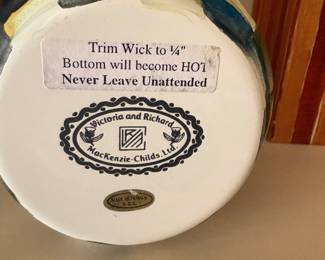 Trim Wick to ¼"
Bottom will become HOT
Never Leave Unattended
Victoria and Richard
MacKenzie-Childs, Ltd